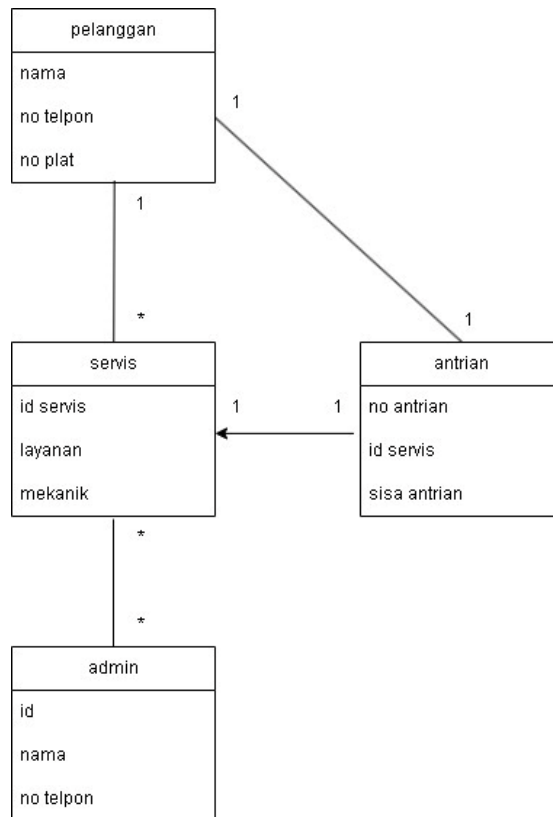 pelanggan
nama
no telpon
no plat
1
1
*
1
servis
id servis
layanan
mekanik
1
1
antrian
no antrian
id servis
sisa antrian
*
*
admin
id
nama
no telpon